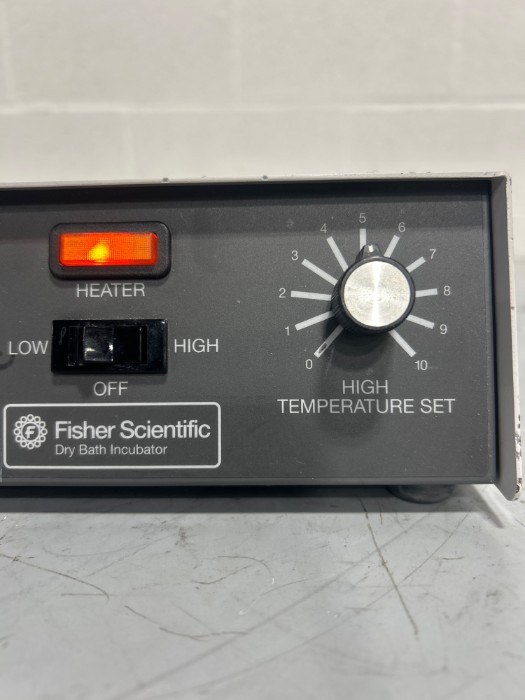 5
4
6
3
7
2
8
1
9
0
10
HEATER
LOW
HIGH
OFF
HIGH
TEMPERATURE SET
F
Fisher Scientific
Dry Bath Incubator